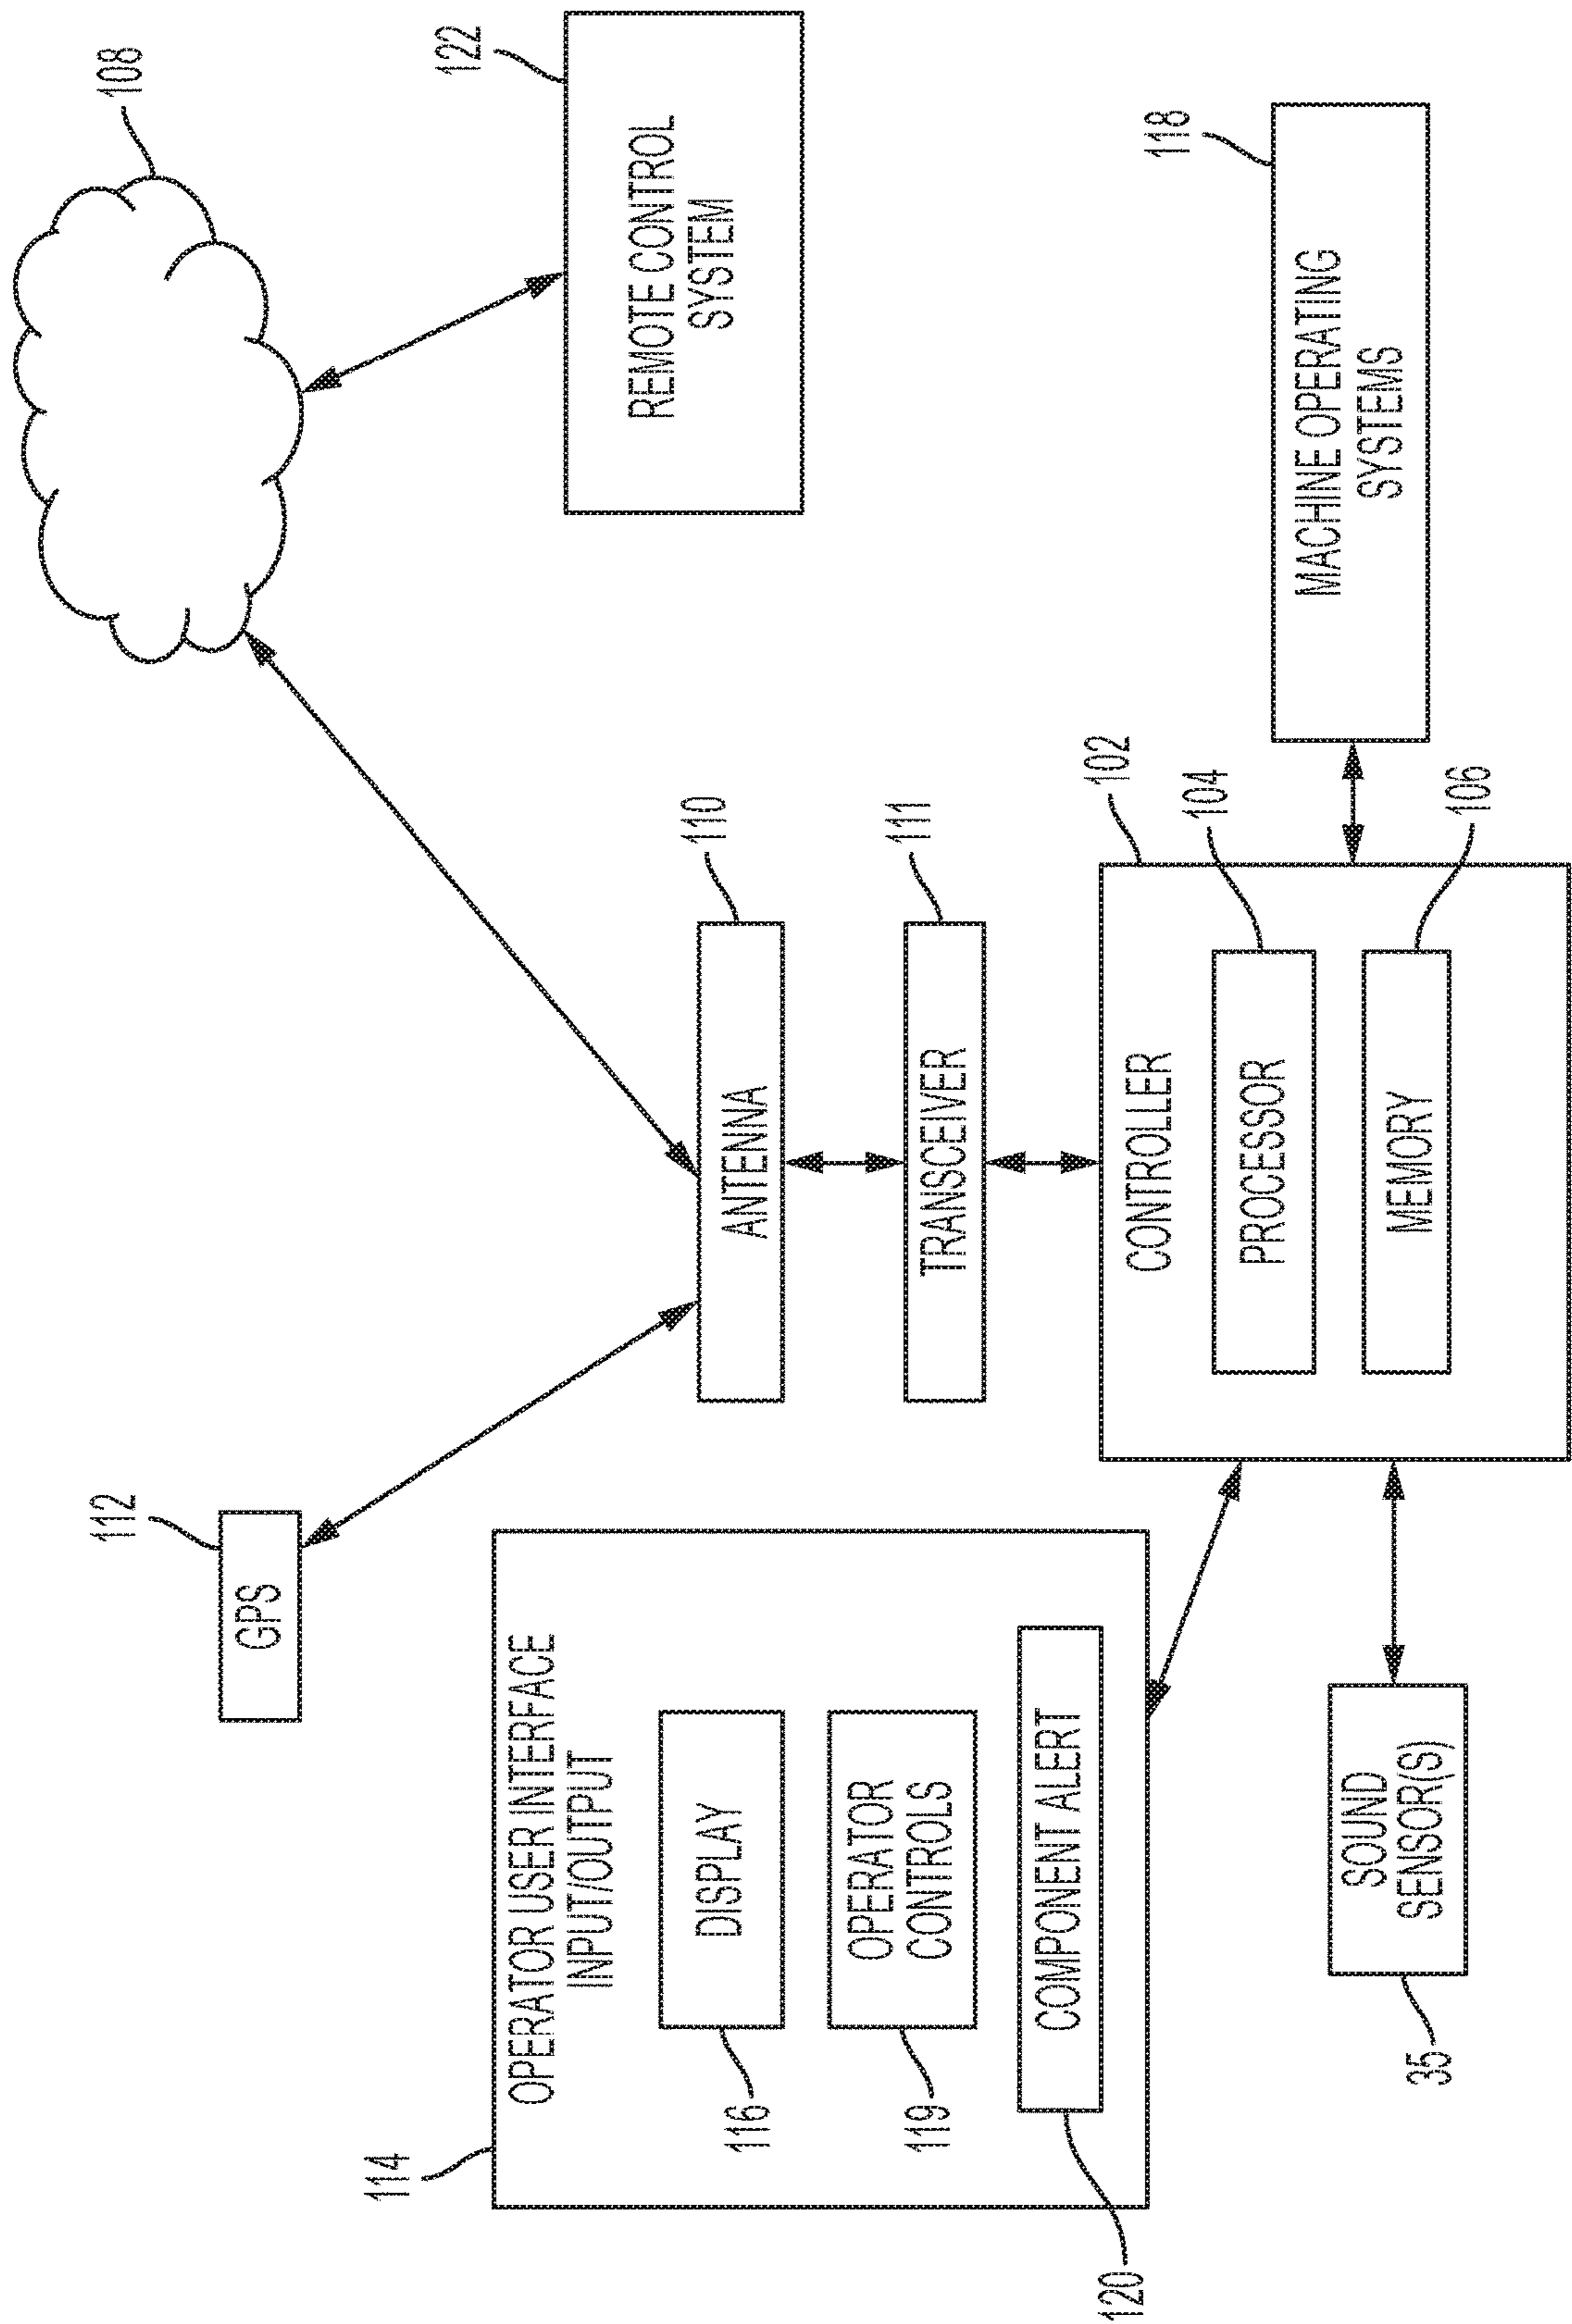 108
122
REMOTE CONTROL
SYSTEM
112
GPS
110
ANTENNA
111
TRANSCEIVER
114
OPERATOR USER INTERFACE
INPUT/OUTPUT
DISPLAY
116
OPERATOR
CONTROLS
119
COMPONENT ALERT
120
102
CONTROLLER
104
PROCESSOR
106
MEMORY
118
MACHINE OPERATING
SYSTEMS
SOUND
SENSOR(S)
35